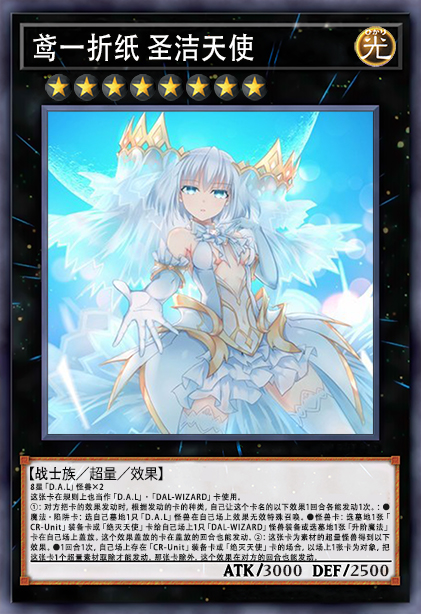 鸢一折纸 圣洁天使
ひかり
光
【战士族／超量／效果】
8星「D.A.L」怪兽×2
这张卡在规则上也当作「D.A.L」・「DAL-WIZARD」卡使用。
①：对方把卡的效果发动时，根据发动的卡的种类，自己让这个卡名的以下效果1回合各能发动1次。：●
魔法・陷阱卡：选自己墓地1只「D.A.L」怪兽在自己场上效果无效特殊召唤。●怪兽卡：选墓地1张「
CR-Unit」装备卡或「绝灭天使」卡给自己场上1只「DAL-WIZARD」怪兽装备或选墓地1张「升阶魔法」
卡在自己场上盖放，这个效果盖放的卡在盖放的回合也能发动。②：这张卡为素材的超量怪兽得到以下
效果。●1回合1次，自己场上存在「CR-Unit」装备卡或「绝灭天使」卡的场合，以场上1张卡为对象，把
这张卡1个超量素材取除才能发动。那张卡除外。这个效果在对方的回合也能发动。
ATK/3000 DEF/2500